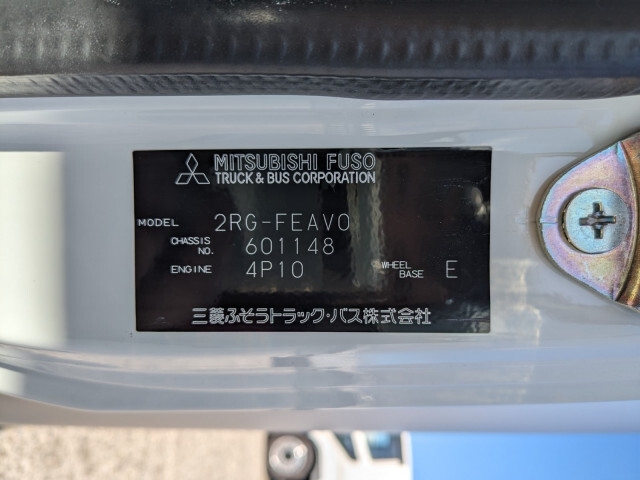 MITSUBISHI FUSO
TRUCK & BUS CORPORATION
MODEL 2RG-FEAV0
CHASSIS NO. 601148
ENGINE 4P10 WHEEL BASE E
三菱ふそうトラック・バス株式会社